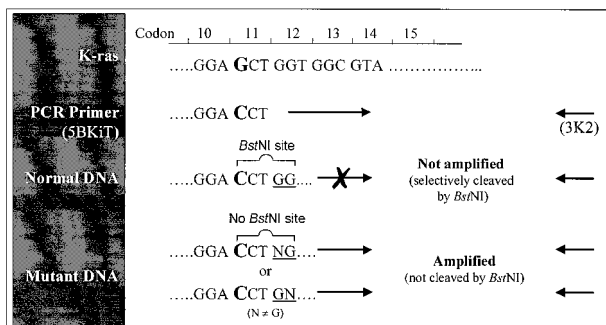 Codon 10 11 12 13 14 15
K-ras .....GGA GCT GGT GGC GTA ..................
PCR Primer .....GGA CCT
(5BKiT) (3K2)
BstNI site
Normal DNA .....GGA CCT GG.... X Not amplified
(selectively cleaved
by BstNI)
No BstNI site
.....GGA CCT NG.... Amplified
Mutant DNA or (not cleaved by BstNI)
.....GGA CCT GN....
(N ≠ G)